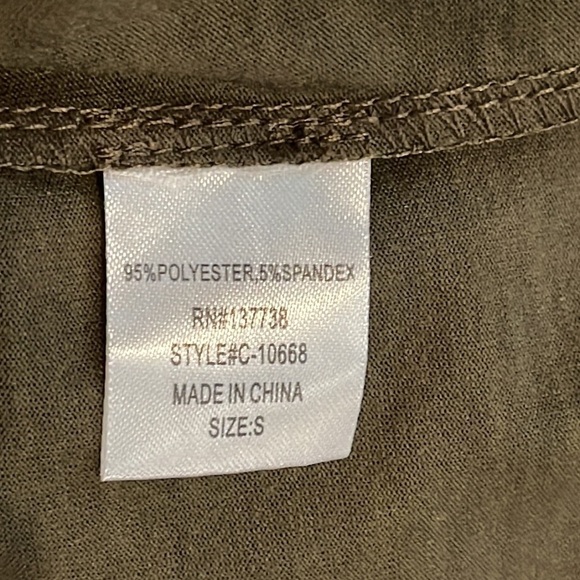 95%POLYESTER,5%SPANDEX
RN#137738
STYLE#C-10668
MADE IN CHINA
SIZE:S